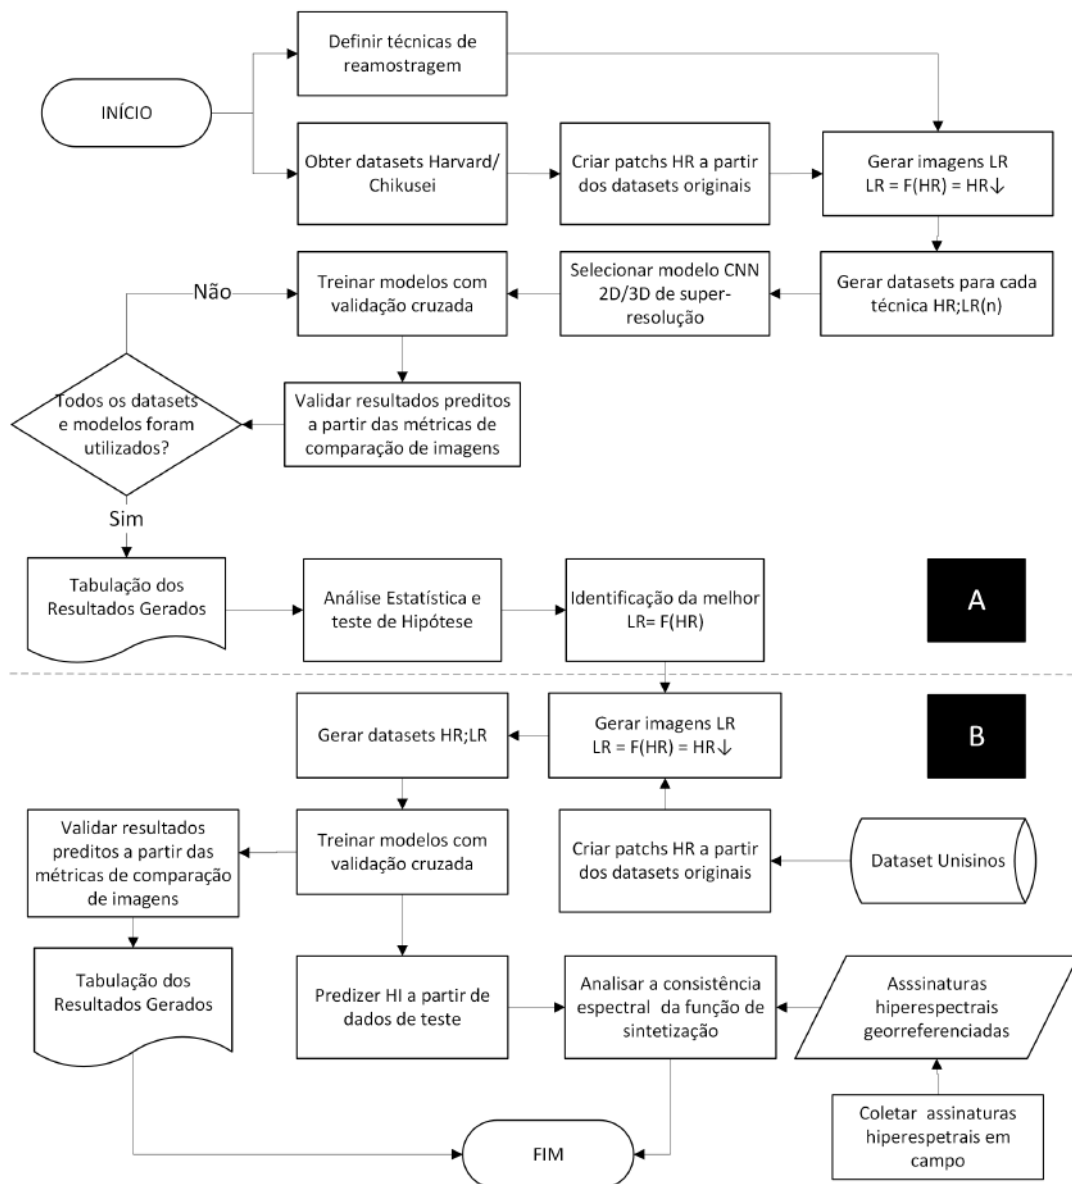 Definir técnicas de
reamostragem
INÍCIO
Obter datasets Harvard/
Chikusei
Criar patchs HR a partir
dos datasets originais
Gerar imagens LR
LR = F(HR) = HR↓
Treinar modelos com
validação cruzada
Selecionar modelo CNN
2D/3D de super-
resolução
Gerar datasets para cada
técnica HR;LR(n)
Não
Todos os datasets
e modelos foram
utilizados?
Validar resultados preditos
a partir das métricas de
comparação de imagens
Sim
Tabulação dos
Resultados Gerados
Análise Estatística e
teste de Hipótese
Identificação da melhor
LR= F(HR)
A
Gerar datasets HR;LR
Gerar imagens LR
LR = F(HR) = HR↓
B
Validar resultados
preditos a partir das
métricas de comparação
de imagens
Treinar modelos com
validação cruzada
Criar patchs HR a partir
dos datasets originais
Dataset Unisinos
Tabulação dos
Resultados Gerados
Predizer HI a partir de
dados de teste
Analisar a consistência
espectral da função de
sintetização
Asssinaturas
hiperespectrais
georreferenciadas
Coletar assinaturas
hiperespetrais em
campo
FIM